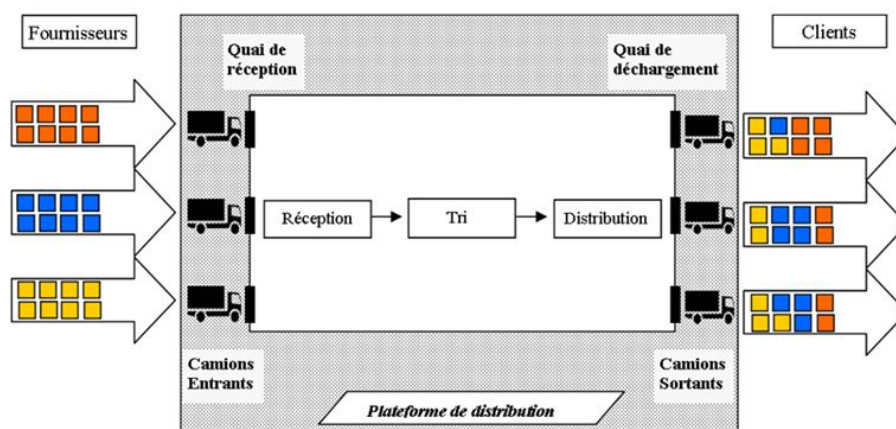 Fournisseurs
Quai de
réception
Quai de
déchargement
Clients
Réception
Tri
Distribution
Camions
Entrants
Camions
Sortants
Plateforme de distribution